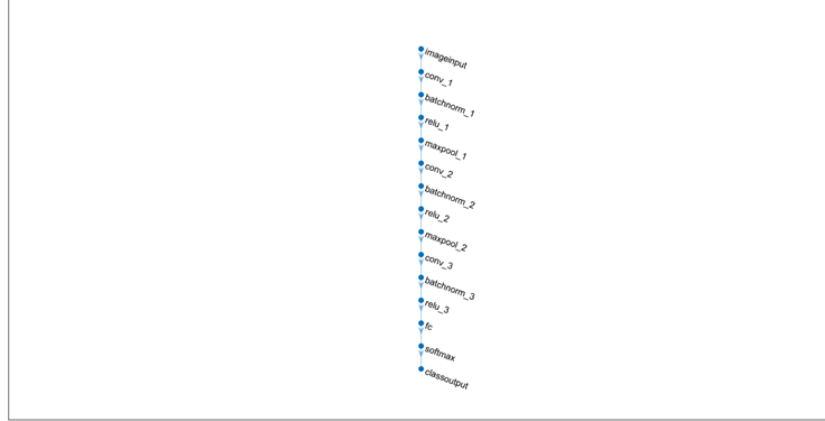 imageinput
conv_1
batchnorm_1
relu_1
maxpool_1
conv_2
batchnorm_2
relu_2
maxpool_2
conv_3
batchnorm_3
relu_3
fc
softmax
classoutput